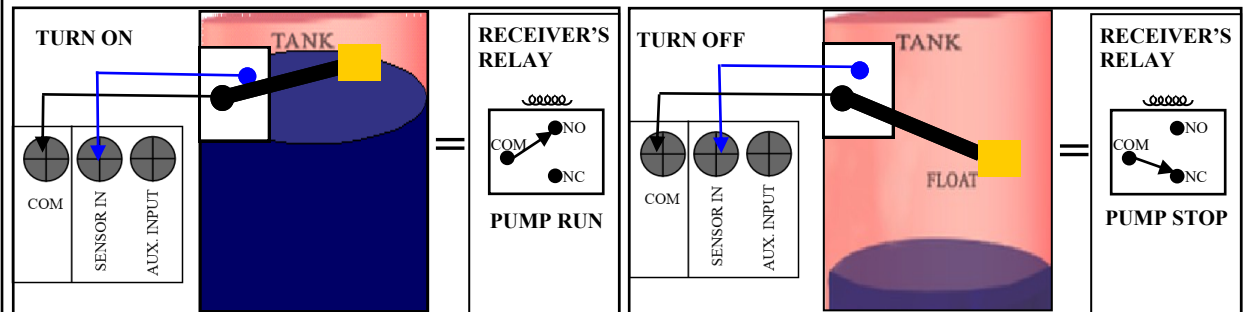 TURN ON
TANK
COM
SENSOR IN
AUX. INPUT
=
RECEIVER'S
RELAY
COM
NO
NC
PUMP RUN
TURN OFF
TANK
FLOAT
COM
SENSOR IN
AUX. INPUT
=
RECEIVER'S
RELAY
COM
NO
NC
PUMP STOP